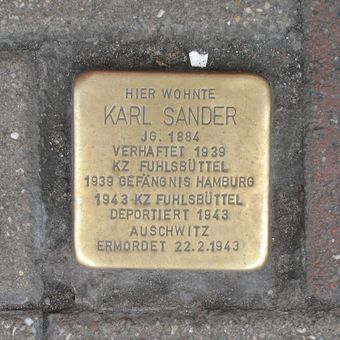 HIER WOHNTE
KARL SANDER
JG. 1884
VERHAFTET 1939
KZ FUHLSBÜTTEL
1939 GEFÄNGNIS HAMBURG
1943 KZ FUHLSBÜTTEL
DEPORTIERT 1943
AUSCHWITZ
ERMORDET 22.2.1943